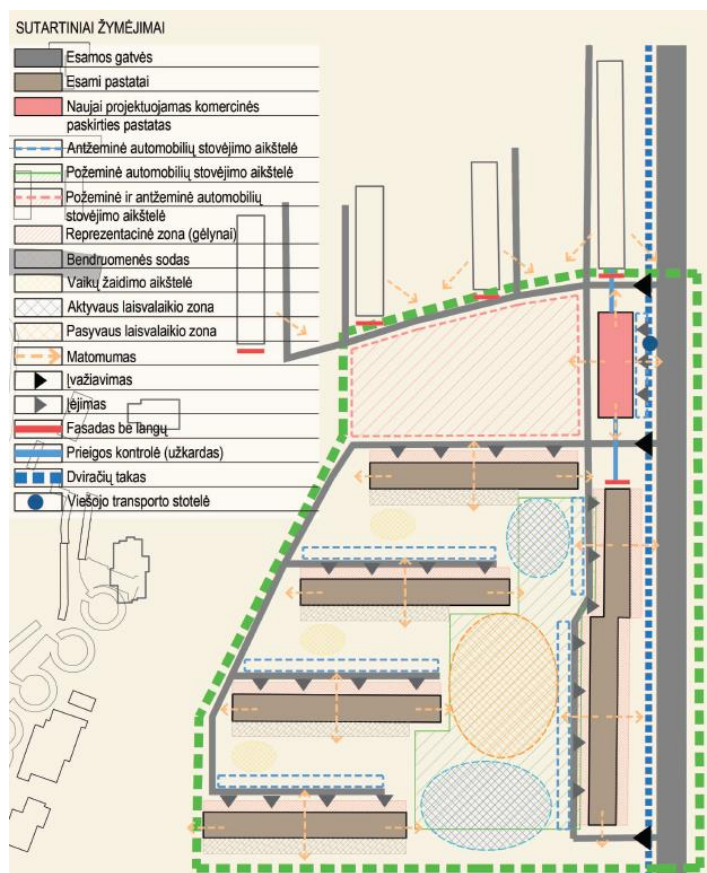 SUTARTINIAI ŽYMĖJIMAI
Esamos gatvės
Esami pastatai
Naujai projektuojamas komercinės
paskirties pastatas
Antžeminė automobilių stovėjimo aikštelė
Požeminė automobilių stovėjimo aikštelė
Požeminė ir antžeminė automobilių
stovėjimo aikštelė
Reprezentacinė zona (gėlynai)
Bendruomenės sodas
Vaikų žaidimo aikštelė
Aktyvaus laisvalaikio zona
Pasyvaus laisvalaikio zona
Matomumas
Įvažiavimas
Įėjimas
Fasadas be langų
Prieigos kontrolė (užkardas)
Dviračių takas
Viešojo transporto stotelė